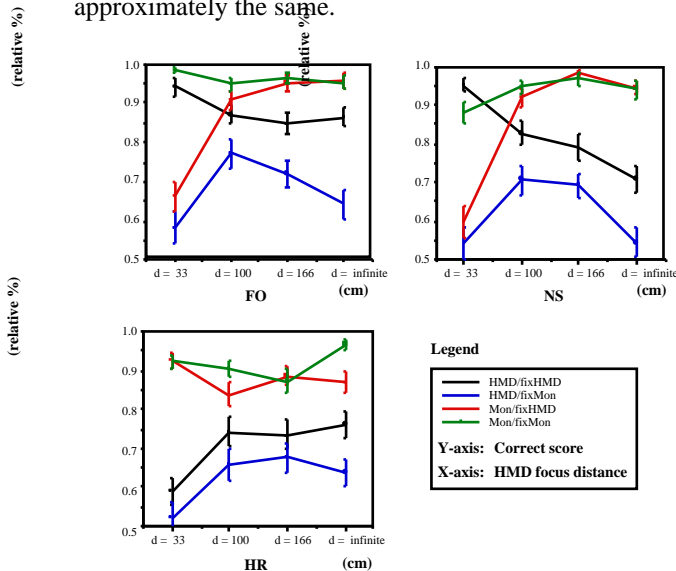 approximately the same.
(relative %)
(relative %)
1.0
0.9
0.8
0.7
0.6
0.5
d = 33 d = 100 d = 166 d = infinite
FO (cm)
1.0
0.9
0.8
0.7
0.6
0.5
d = 33 d = 100 d = 166 d = infinite
NS (cm)
(relative %)
1.0
0.9
0.8
0.7
0.6
0.5
d = 33 d = 100 d = 166 d = infinite
HR (cm)
Legend
HMD/fixHMD
HMD/fixMon
Mon/fixHMD
Mon/fixMon
Y-axis: Correct score
X-axis: HMD focus distance